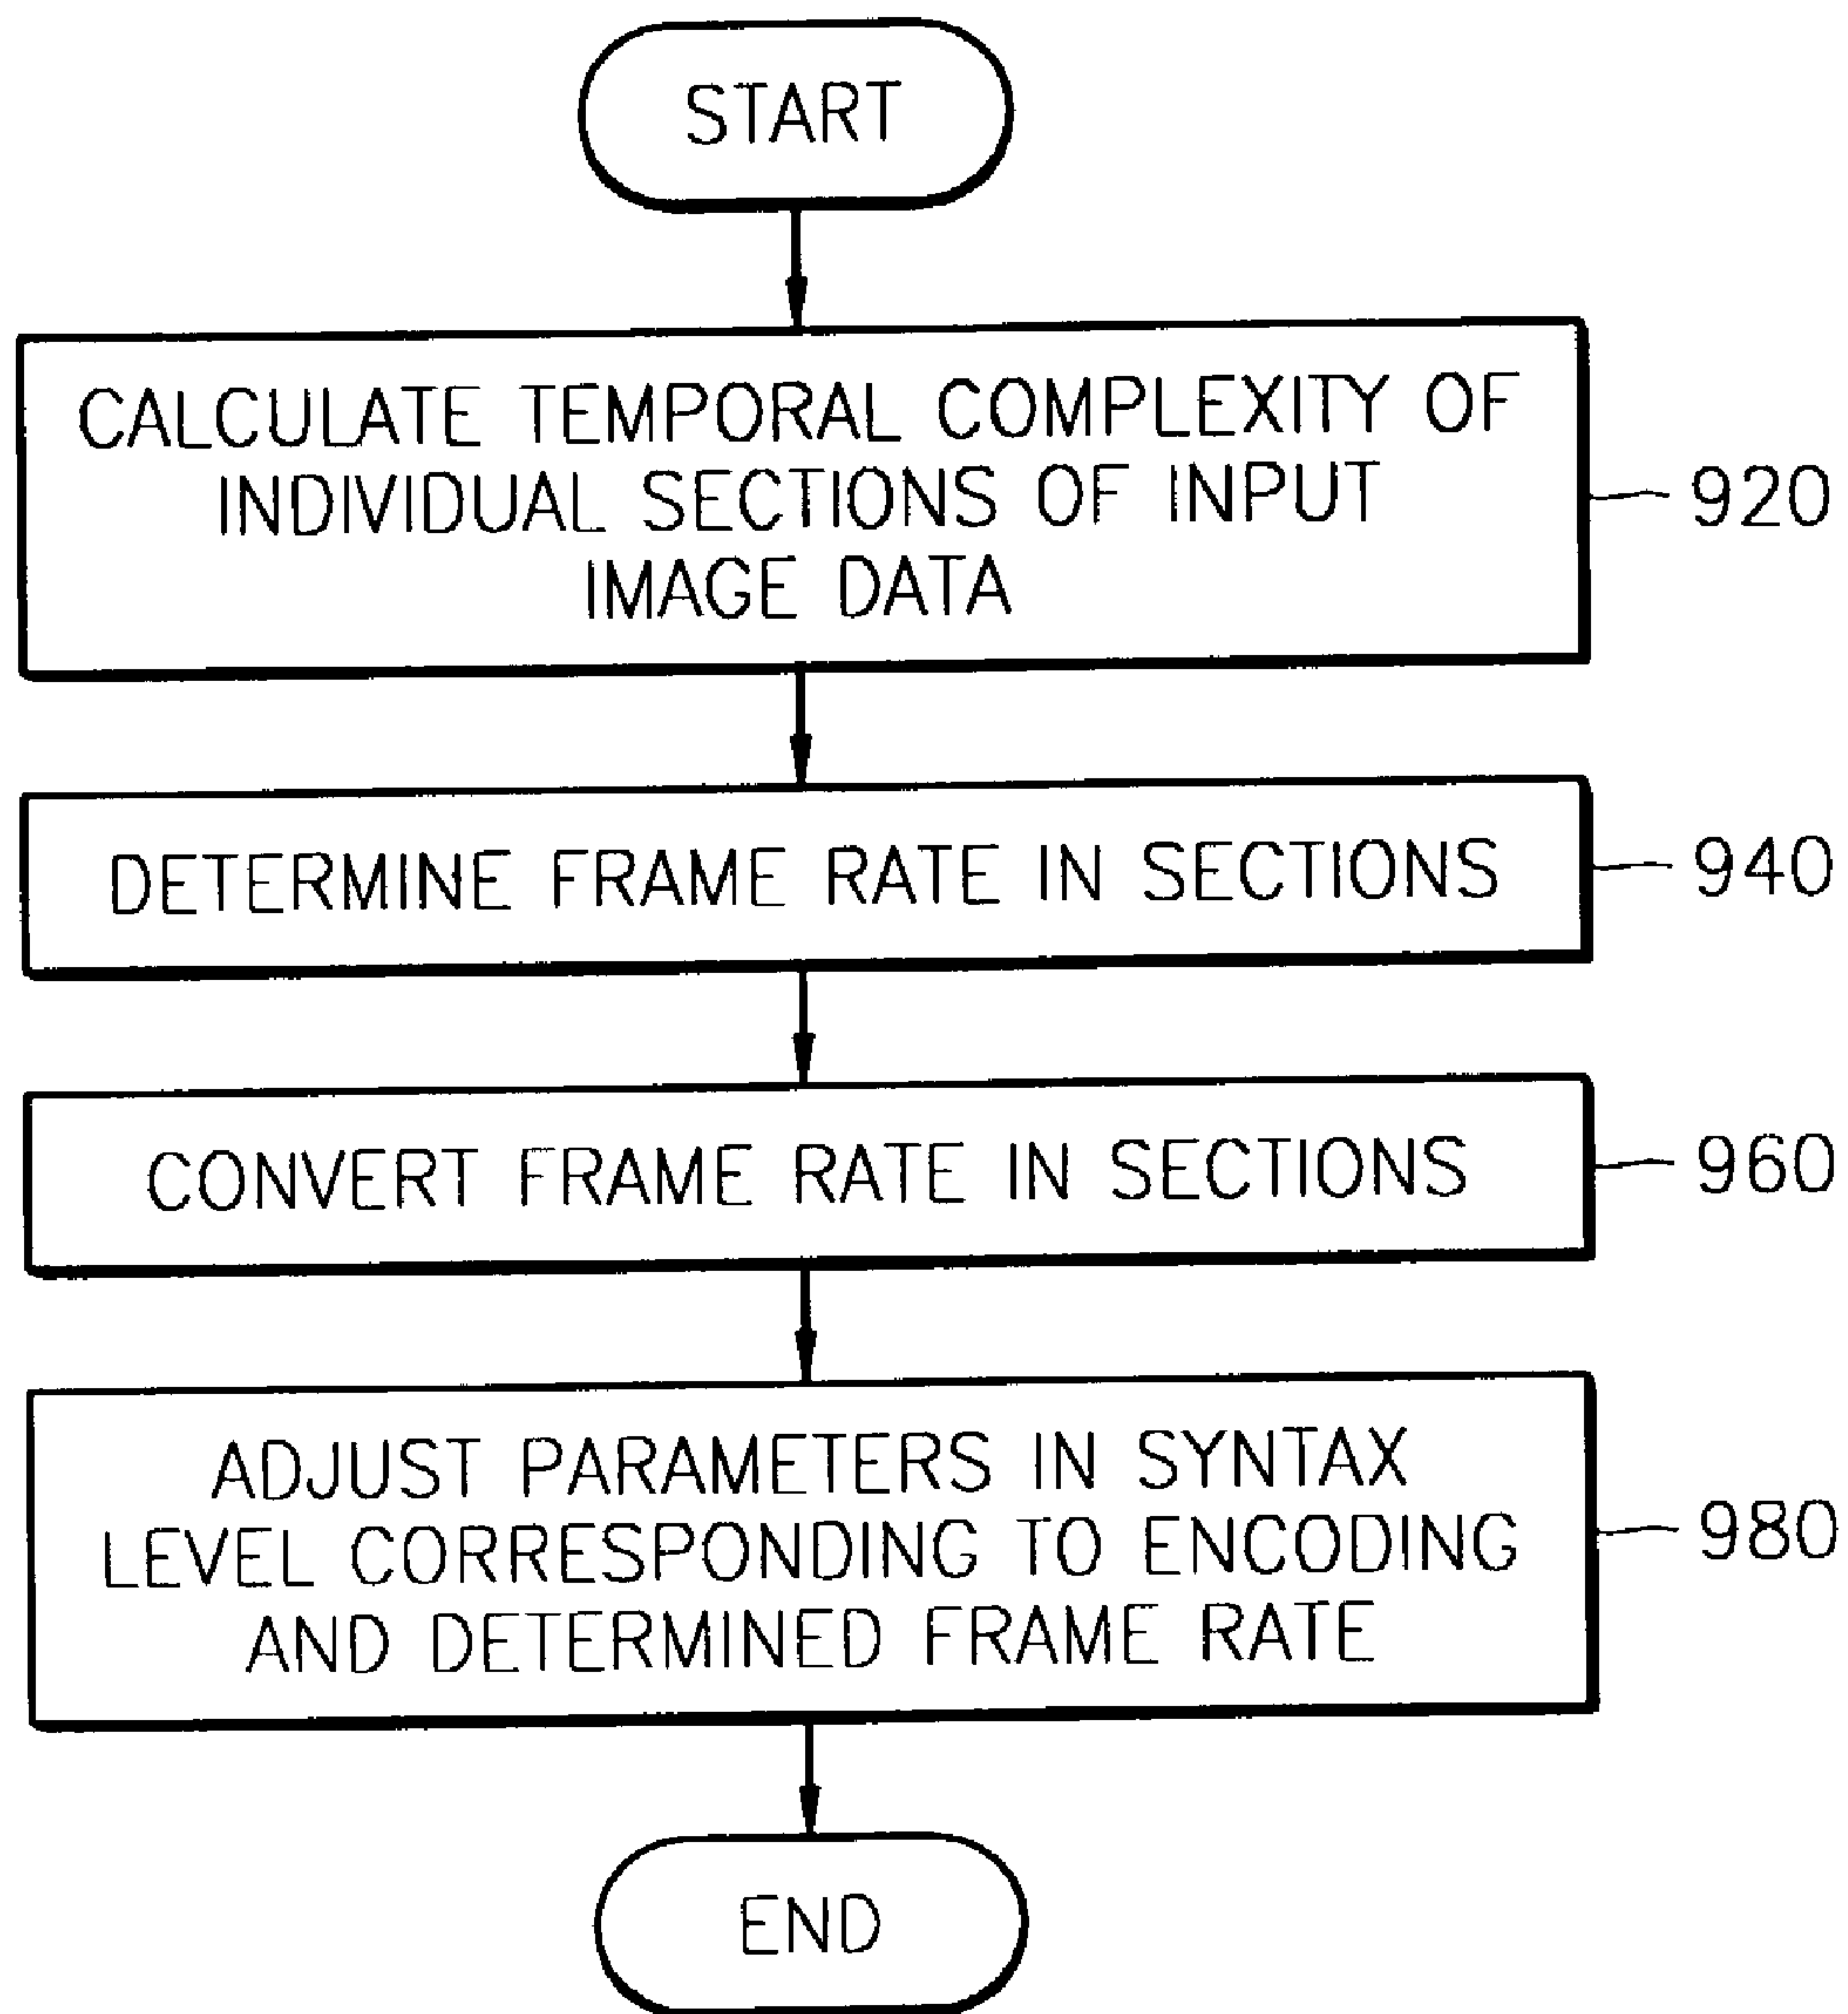 START
CALCULATE TEMPORAL COMPLEXITY OF
INDIVIDUAL SECTIONS OF INPUT
IMAGE DATA
920
DETERMINE FRAME RATE IN SECTIONS
940
CONVERT FRAME RATE IN SECTIONS
960
ADJUST PARAMETERS IN SYNTAX
LEVEL CORRESPONDING TO ENCODING
AND DETERMINED FRAME RATE
980
END